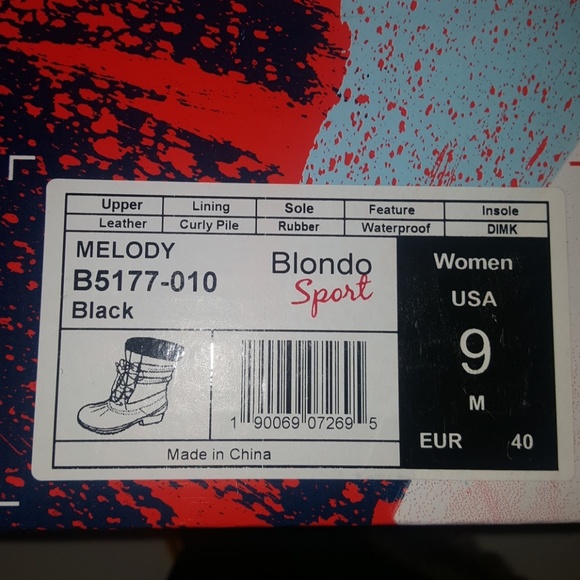 Upper Lining Sole Feature Insole
Leather Curly Pile Rubber Waterproof DIMK
MELODY
B5177-010
Black
Blondo
Sport
Women
USA
9
M
EUR 40
1 90069 07269 5
Made in China